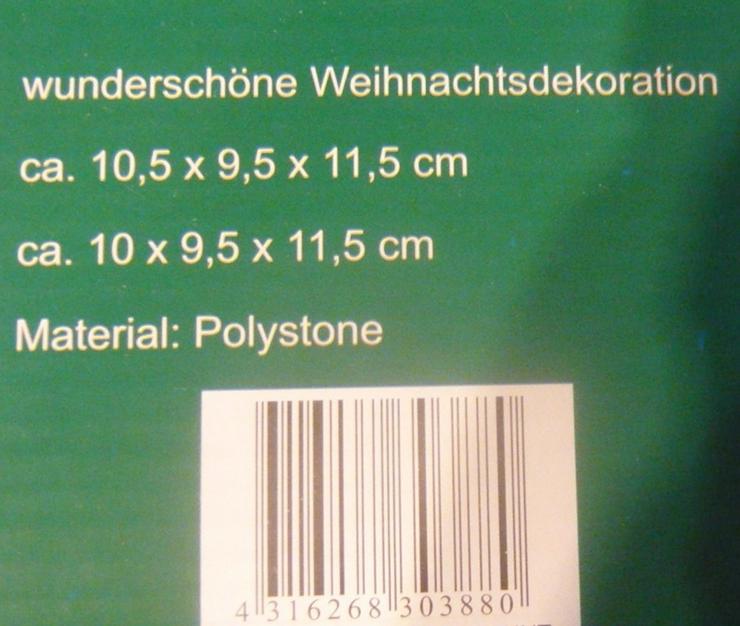 wunderschöne Weihnachtsdekoration
ca. 10,5 x 9,5 x 11,5 cm
ca. 10 x 9,5 x 11,5 cm
Material: Polystone
4 316268 303880